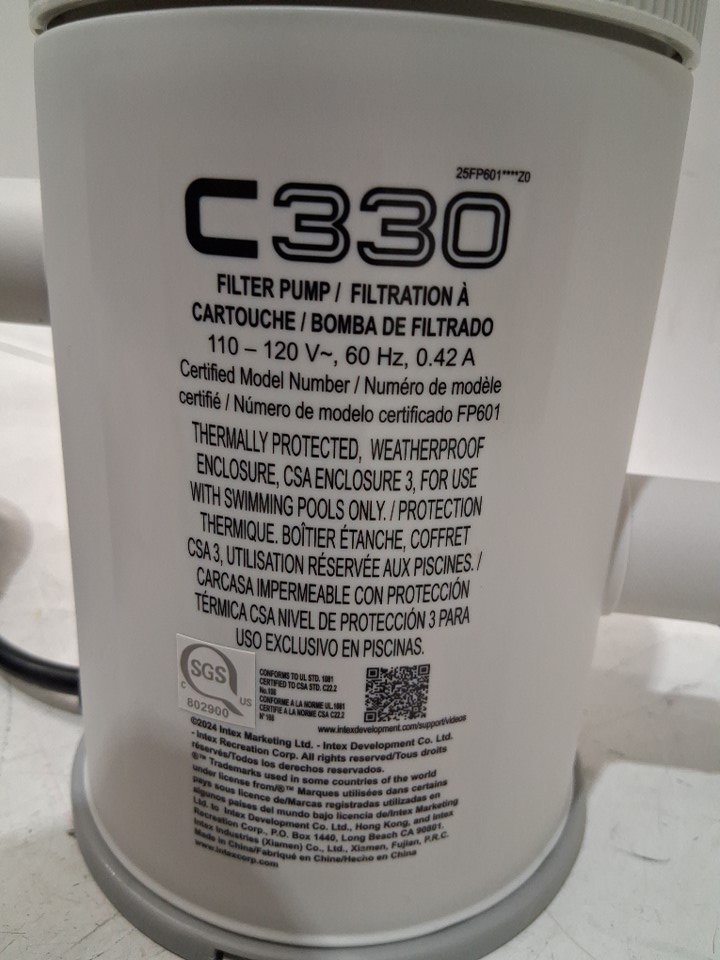 25FP601****Z0
C330
FILTER PUMP / FILTRATION À
CARTOUCHE / BOMBA DE FILTRADO
110 – 120 V~, 60 Hz, 0.42 A
Certified Model Number / Numéro de modèle
certifié / Número de modelo certificado FP601
THERMALLY PROTECTED, WEATHERPROOF
ENCLOSURE, CSA ENCLOSURE 3, FOR USE
WITH SWIMMING POOLS ONLY. / PROTECTION
THERMIQUE. BOÎTIER ÉTANCHE, COFFRET
CSA 3, UTILISATION RÉSERVÉE AUX PISCINES. /
CARCASA IMPERMEABLE CON PROTECCIÓN
TÉRMICA CSA NIVEL DE PROTECCIÓN 3 PARA
USO EXCLUSIVO EN PISCINAS.
SGS
C US
802900
CONFORMS TO UL STD. 1081
CERTIFIED TO CSA STD. C22.2
No.108
CONFORME A LA NORME UL.1081
CERTIFIE A LA NORME CSA C22.2
N° 108
www.intexdevelopment.com/support/videos
©2024 Intex Marketing Ltd. - Intex Development Co. Ltd.
- Intex Recreation Corp. All rights reserved/Tous droits
réservés/Todos los derechos reservados.
®™ Trademarks used in some countries of the world
under license from/®™ Marques utilisées dans certains
pays sous licence de/Marcas registradas utilizadas en
algunos países del mundo bajo licencia de/Intex Marketing
Ltd. to Intex Development Co. Ltd., Hong Kong, and Intex
Recreation Corp., P.O. Box 1440, Long Beach CA 90801.
Intex Industries (Xiamen) Co., Ltd., Xiamen, Fujian, P.R.C.
Made in China/Fabriqué en Chine/Hecho en China
www.intexcorp.com